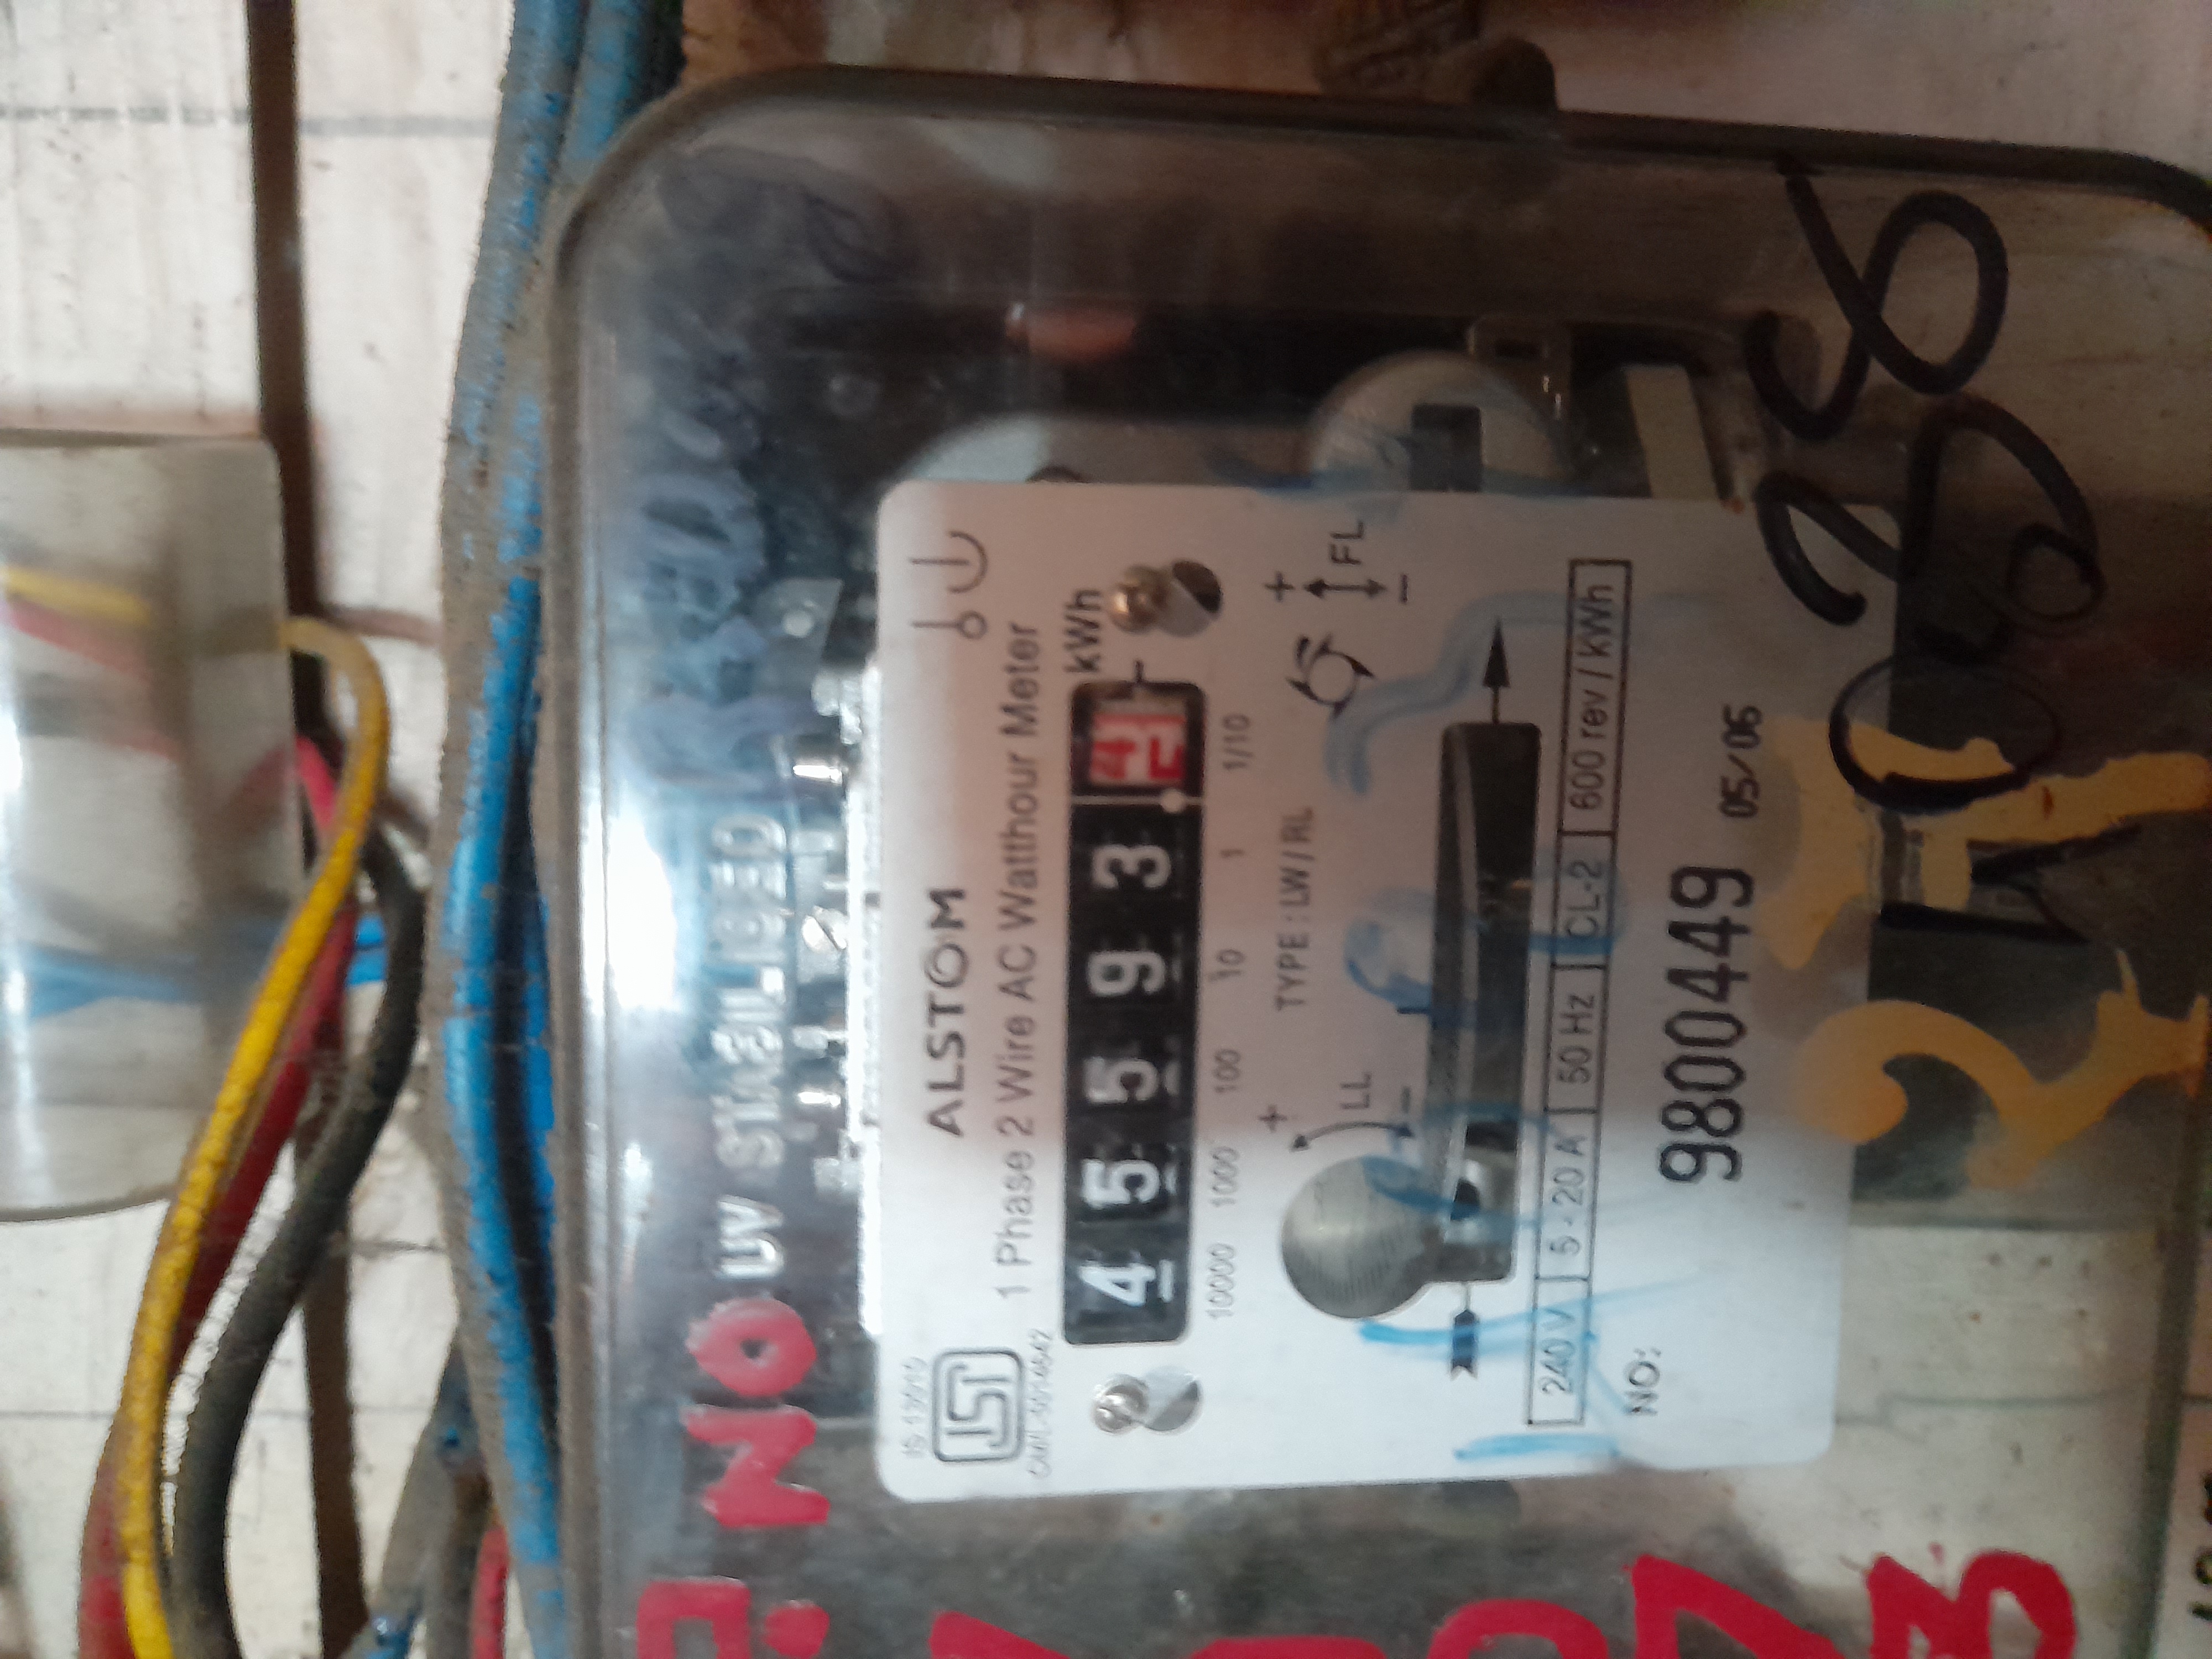 UV STABILISED
NO
ALSTOM
1 Phase 2 Wire AC Watthour Meter
kWh
4 5 5 9 3
10000 1000 100 10 1 1/10
+ LL - TYPE : LW / RL + FL -
240 V 5 - 20 A 50 Hz CL-2 600 rev / kWh
NO: 9800449 05/06